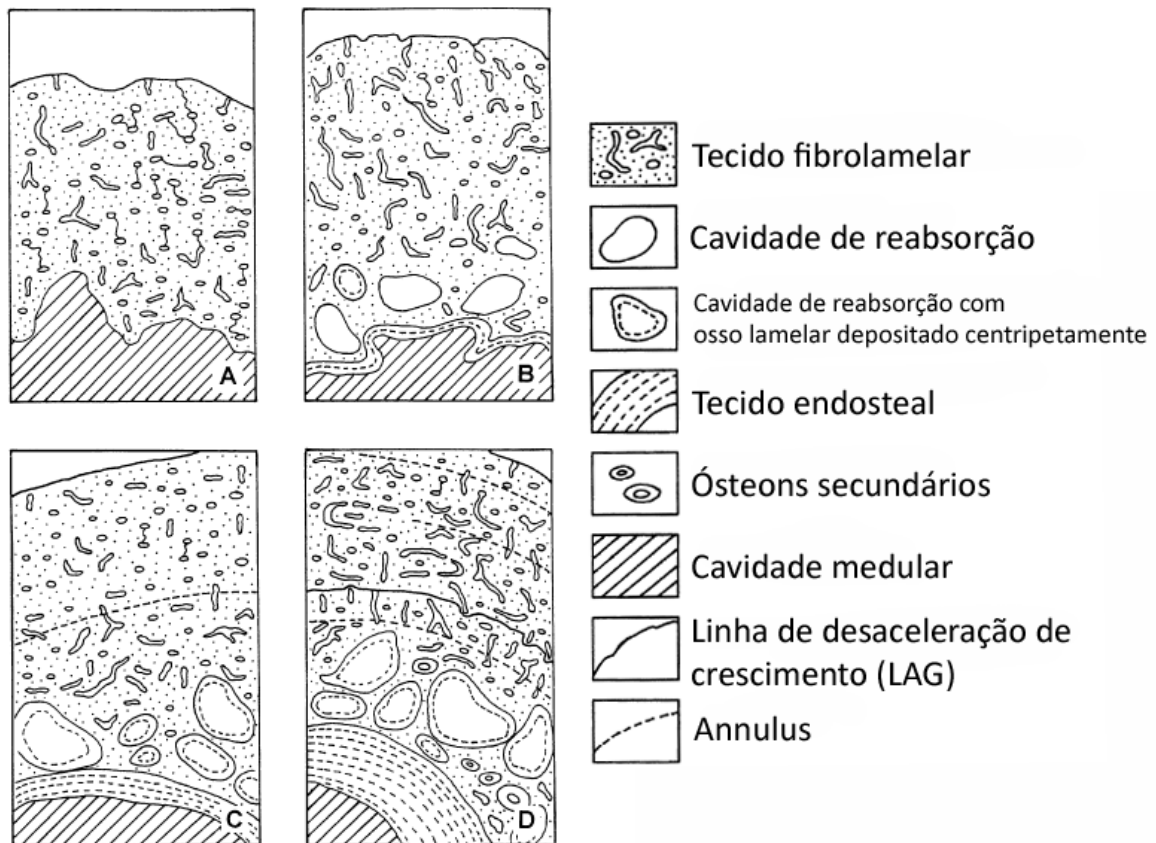 A
B
C
D
Tecido fibrolamelar
Cavidade de reabsorção
Cavidade de reabsorção com
osso lamelar depositado centripetamente
Tecido endosteal
Ósteons secundários
Cavidade medular
Linha de desaceleração de
crescimento (LAG)
Annulus